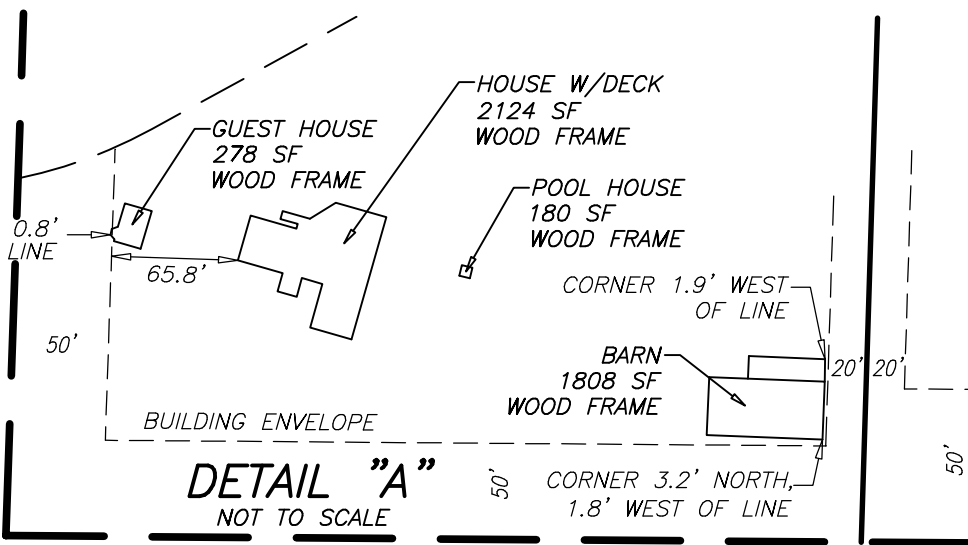 HOUSE W/DECK
2124 SF
WOOD FRAME
GUEST HOUSE
278 SF
WOOD FRAME
POOL HOUSE
180 SF
WOOD FRAME
0.8'
LINE
65.8'
CORNER 1.9' WEST
OF LINE
50'
BARN
1808 SF
WOOD FRAME
20'
20'
BUILDING ENVELOPE
DETAIL "A"
NOT TO SCALE
50'
CORNER 3.2' NORTH,
1.8' WEST OF LINE
50'